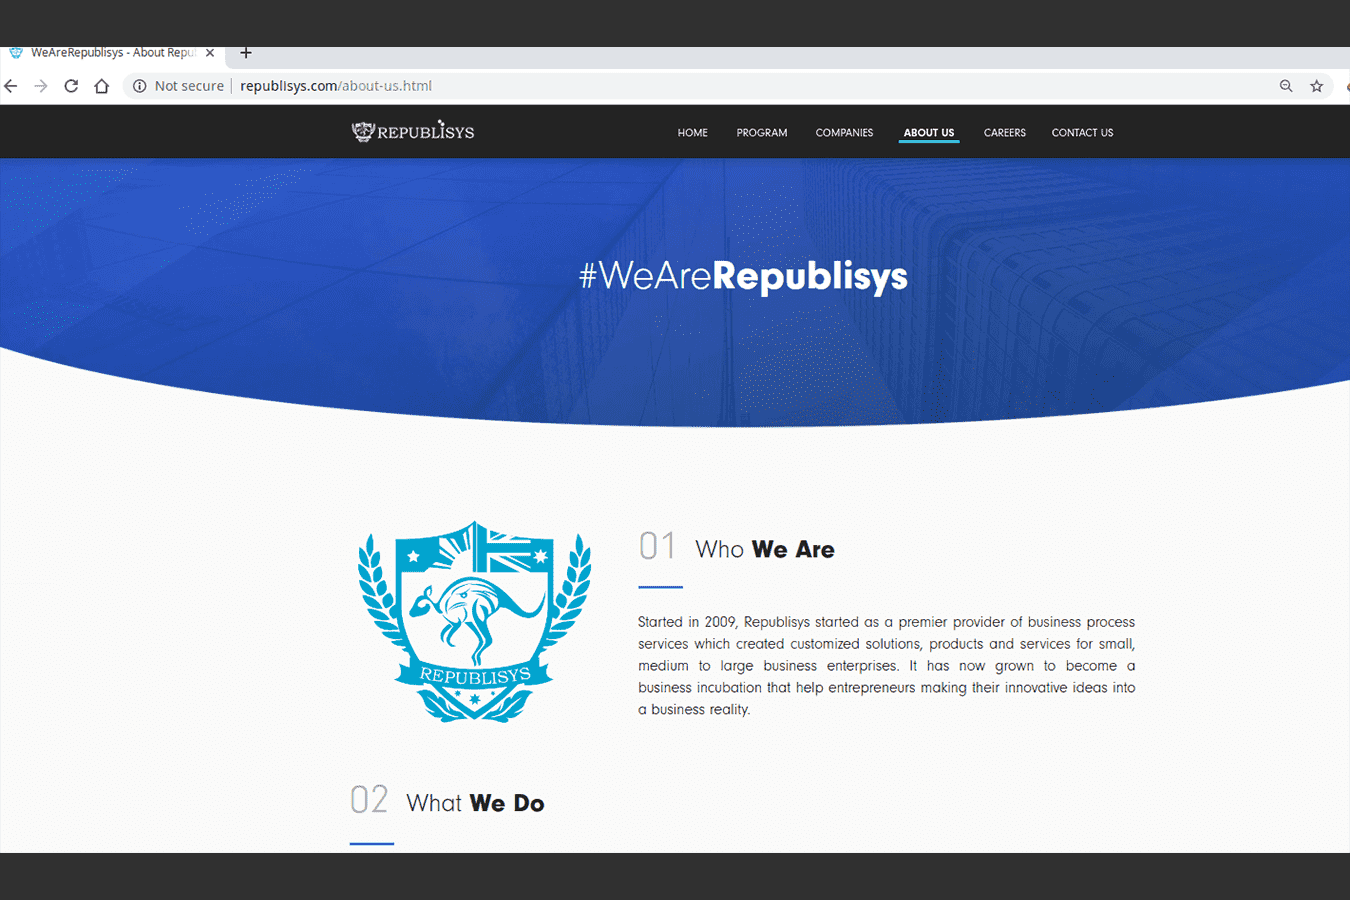 WeAreRepublisys - About Repu
Not secure republisys.com/about-us.html
REPUBLISYS
HOME PROGRAM COMPANIES ABOUT US CAREERS CONTACT US
#WeAreRepublisys
01 Who We Are
Started in 2009, Republisys started as a premier provider of business process
services which created customized solutions, products and services for small,
medium to large business enterprises. It has now grown to become a
business incubation that help entrepreneurs making their innovative ideas into
a business reality.
REPUBLISYS
02 What We Do